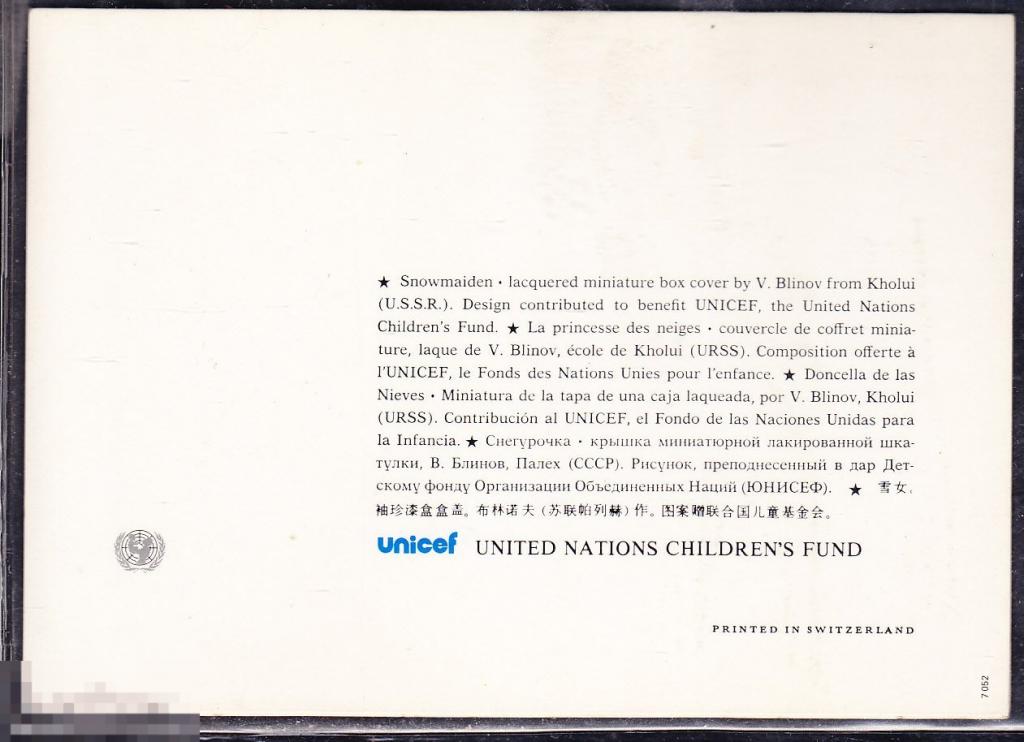 ★ Snowmaiden · lacquered miniature box cover by V. Blinov from Kholui
(U.S.S.R.). Design contributed to benefit UNICEF, the United Nations
Children's Fund. ★ La princesse des neiges · couvercle de coffret minia-
ture, laque de V. Blinov, école de Kholui (URSS). Composition offerte à
l'UNICEF, le Fonds des Nations Unies pour l'enfance. ★ Doncella de las
Nieves · Miniatura de la tapa de una caja laqueada, por V. Blinov, Kholui
(URSS). Contribución al UNICEF, el Fondo de las Naciones Unidas para
la Infancia. ★ Снегурочка · крышка миниатюрной лакированной шка-
тулки, В. Блинов, Палех (СССР). Рисунок, преподнесенный в дар Дет-
скому фонду Организации Объединенных Наций (ЮНИСЕФ). ★ 雪女.
袖珍漆盒盒盖。布林诺夫(苏联帕列赫)作。图案赠联合国儿童基金会。
unicef UNITED NATIONS CHILDREN'S FUND
PRINTED IN SWITZERLAND
7 052